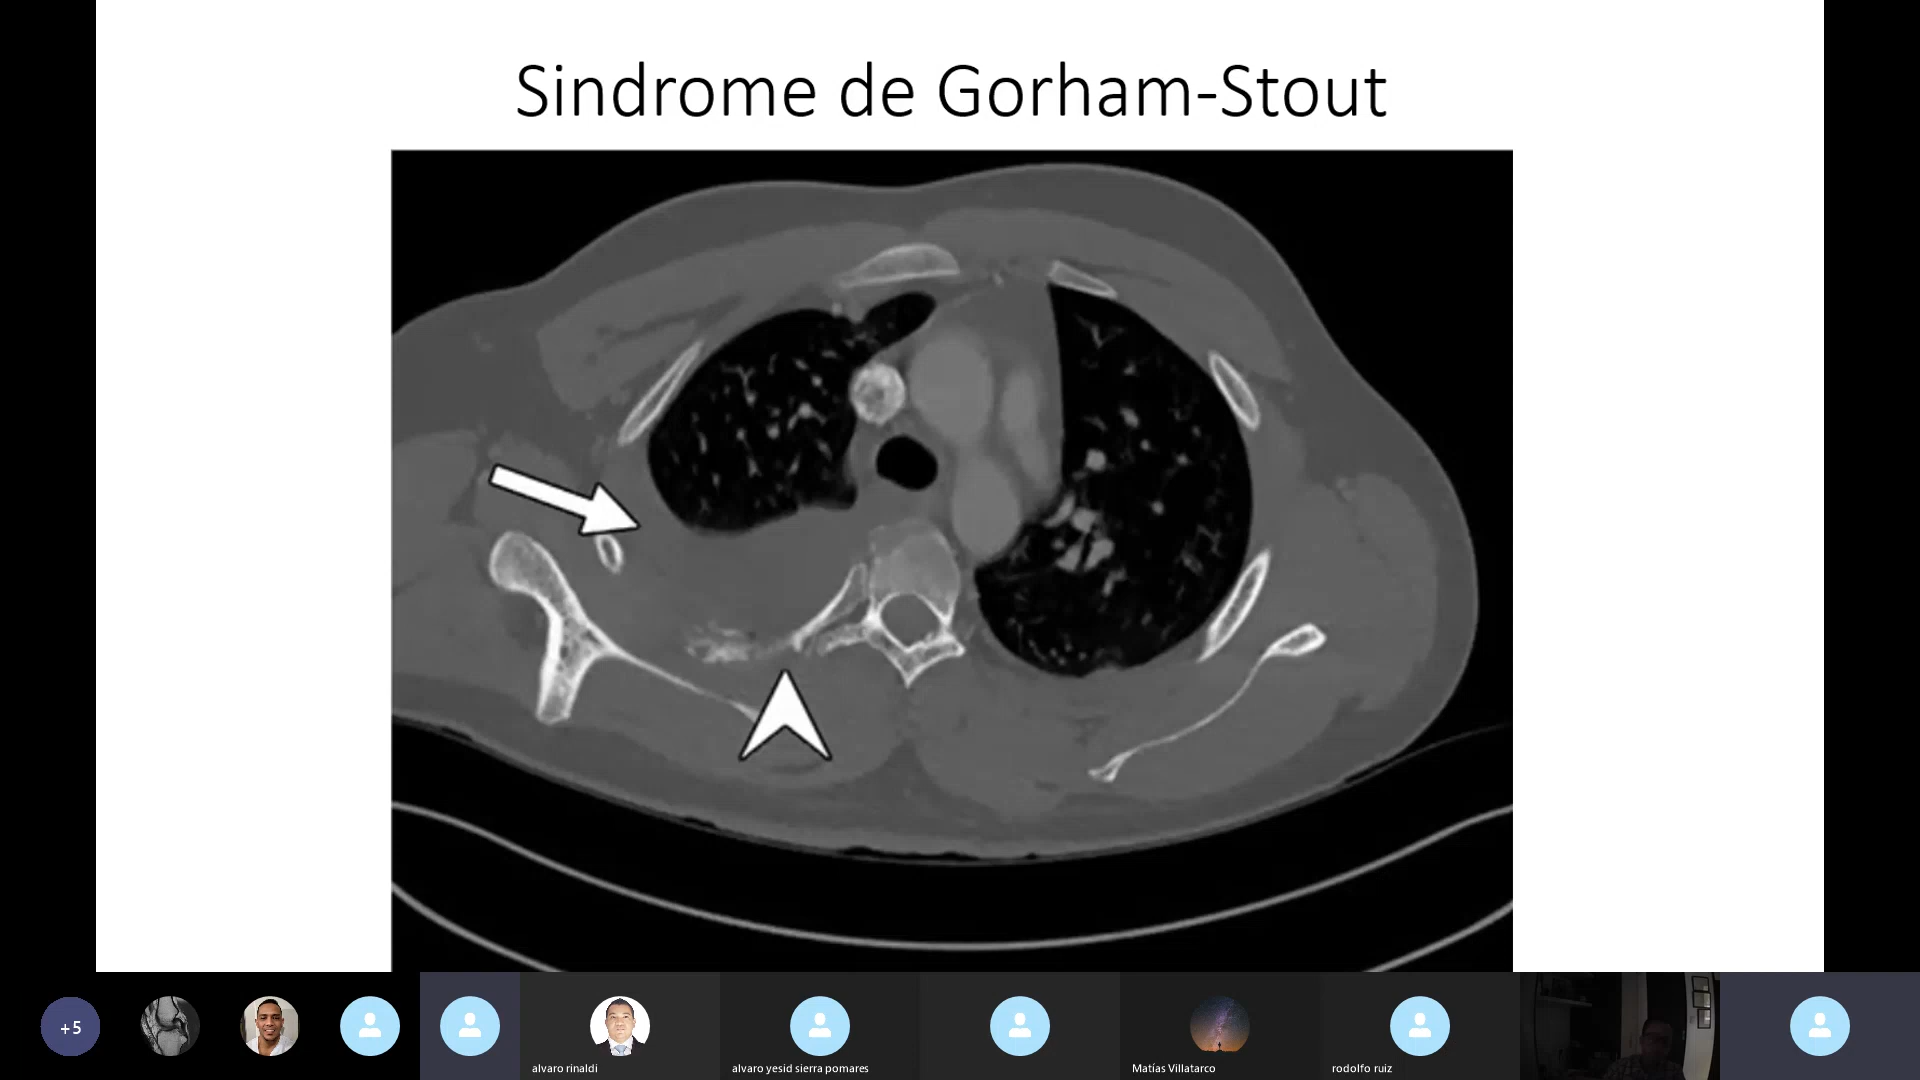 Sindrome de Gorham-Stout
+5
alvaro rinaldi
alvaro yesid sierra pomares
Matías Villatarco
rodolfo ruiz